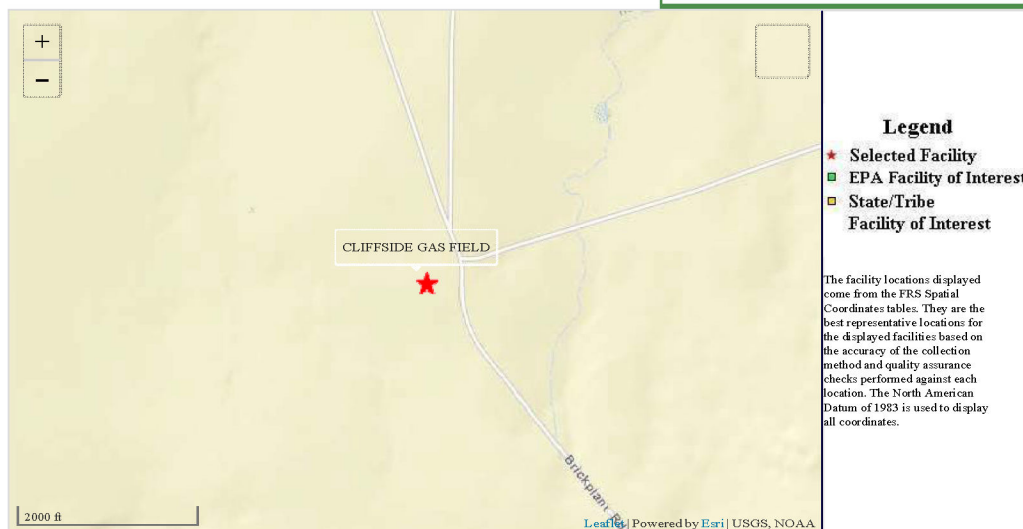 +
−
CLIFFSIDE GAS FIELD
Brickplant Rd
2000 ft
Leaflet | Powered by Esri | USGS, NOAA
Legend
Selected Facility
EPA Facility of Interest
State/Tribe
Facility of Interest
The facility locations displayed
come from the FRS Spatial
Coordinates tables. They are the
best representative locations for
the displayed facilities based on
the accuracy of the collection
method and quality assurance
checks performed against each
location. The North American
Datum of 1983 is used to display
all coordinates.